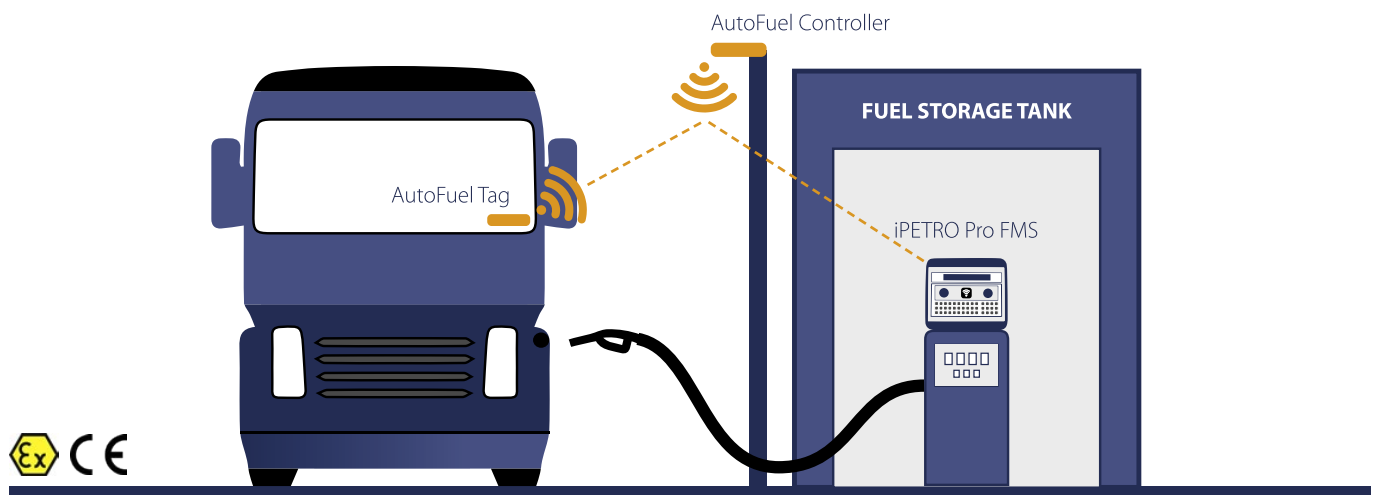 AutoFuel Controller
FUEL STORAGE TANK
AutoFuel Tag
iPETRO Pro FMS
Ex CE